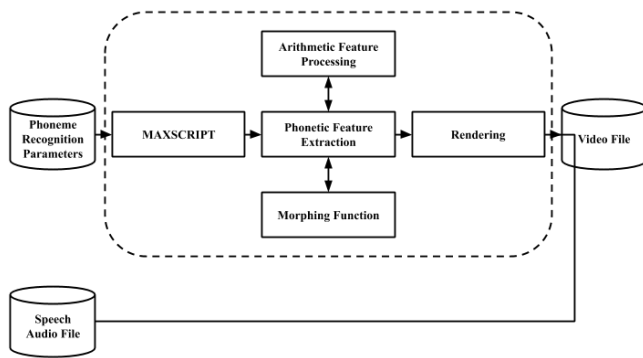 Arithmetic Feature
Processing
Phoneme
Recognition
Parameters
MAXSCRIPT
Phonetic Feature
Extraction
Rendering
Video File
Morphing Function
Speech
Audio File